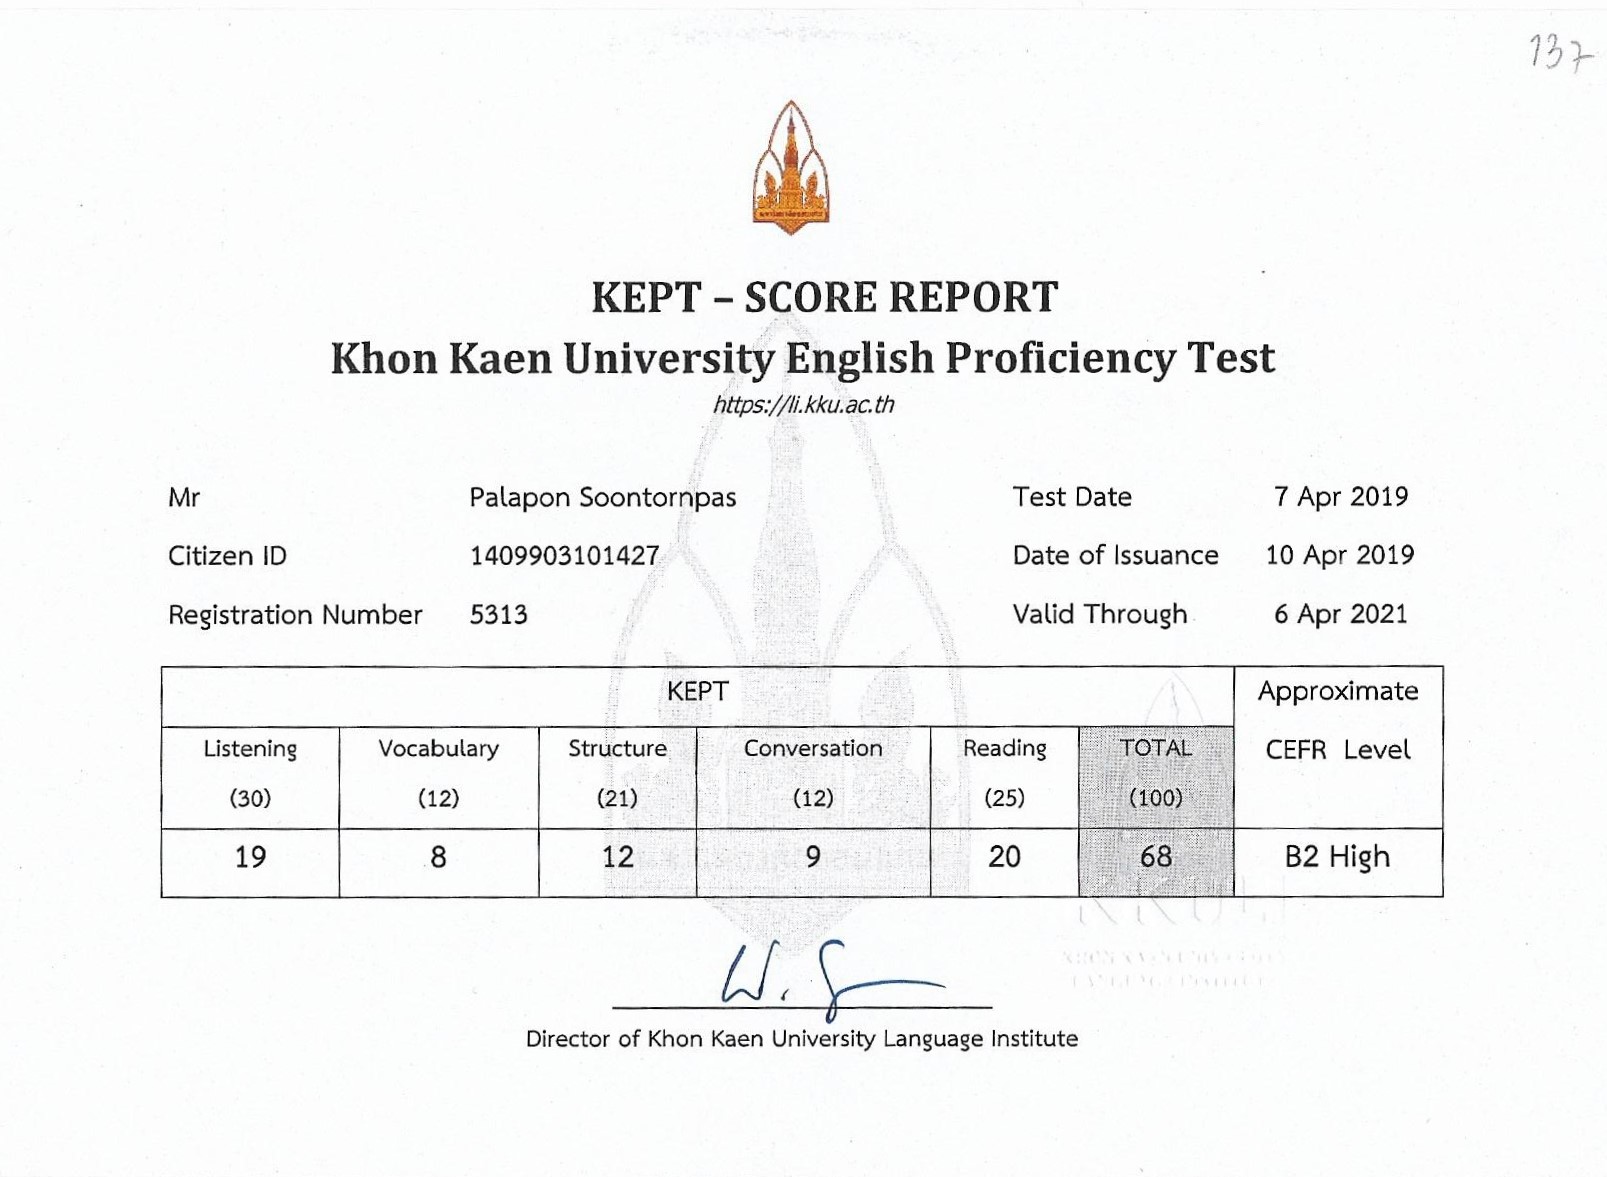 137
KEPT – SCORE REPORT
Khon Kaen University English Proficiency Test
https://li.kku.ac.th
Mr Palapon Soontornpas Test Date 7 Apr 2019
Citizen ID 1409903101427 Date of Issuance 10 Apr 2019
Registration Number 5313 Valid Through 6 Apr 2021
KEPT Approximate
Listening Vocabulary Structure Conversation Reading TOTAL CEFR Level
(30) (12) (21) (12) (25) (100)
19 8 12 9 20 68 B2 High
KKULI
Director of Khon Kaen University Language Institute